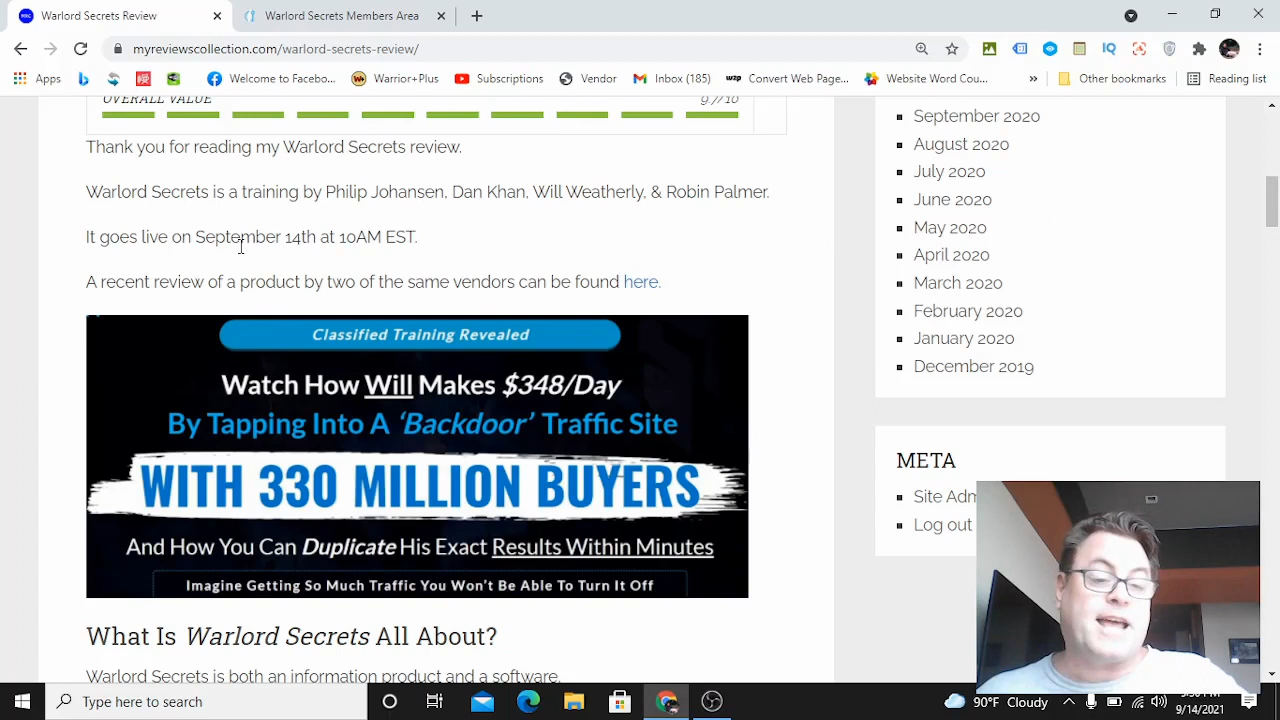 Warlord Secrets Review
Warlord Secrets Members Area
myreviewscollection.com/warlord-secrets-review/
Apps
Welcome to Facebo...
Warrior+Plus
Subscriptions
Vendor
Inbox (185)
Convert Web Page...
Website Word Cou...
Other bookmarks
Reading list
OVERALL VALUE
9.7/10
Thank you for reading my Warlord Secrets review.
Warlord Secrets is a training by Philip Johansen, Dan Khan, Will Weatherly, & Robin Palmer.
It goes live on September 14th at 10AM EST.
A recent review of a product by two of the same vendors can be found here.
Classified Training Revealed
Watch How Will Makes $348/Day
By Tapping Into A ‘Backdoor’ Traffic Site
WITH 330 MILLION BUYERS
And How You Can Duplicate His Exact Results Within Minutes
Imagine Getting So Much Traffic You Won't Be Able To Turn It Off
What Is Warlord Secrets All About?
Warlord Secrets is both an information product and a software.
September 2020
August 2020
July 2020
June 2020
May 2020
April 2020
March 2020
February 2020
January 2020
December 2019
META
Site Adm
Log out
Type here to search
90°F Cloudy
9/14/2021